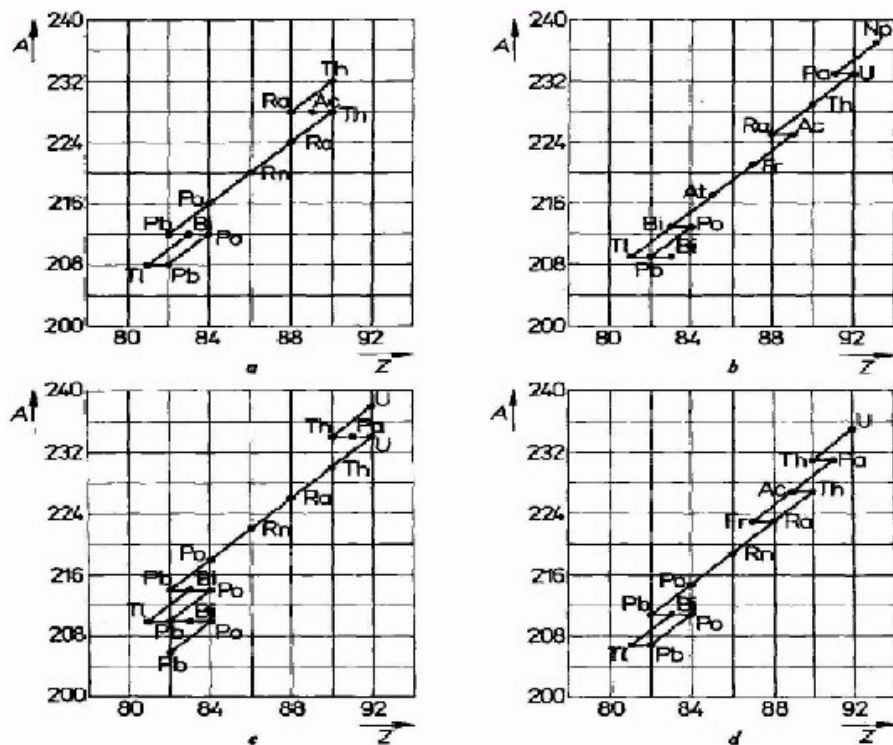 A
240
232
224
216
208
200
Th
Ra
Ac
Th
Ra
Rn
Po
Pb
Bi
Po
Tl
Pb
80
84
88
92
Z
a
A
240
232
224
216
208
200
Np
Pa
U
Th
Ra
Ac
Fr
At
Bi
Po
Tl
Pb
Bi
80
84
88
92
Z
b
A
240
232
224
216
208
200
U
Th
Pa
U
Th
Ra
Rn
Po
Pb
Bi
Po
Tl
Pb
Bi
Po
Pb
80
84
88
92
Z
c
A
240
232
224
216
208
200
U
Th
Pa
Ac
Th
Fr
Ra
Rn
Po
Pb
Bi
Po
Tl
Pb
80
84
88
92
Z
d